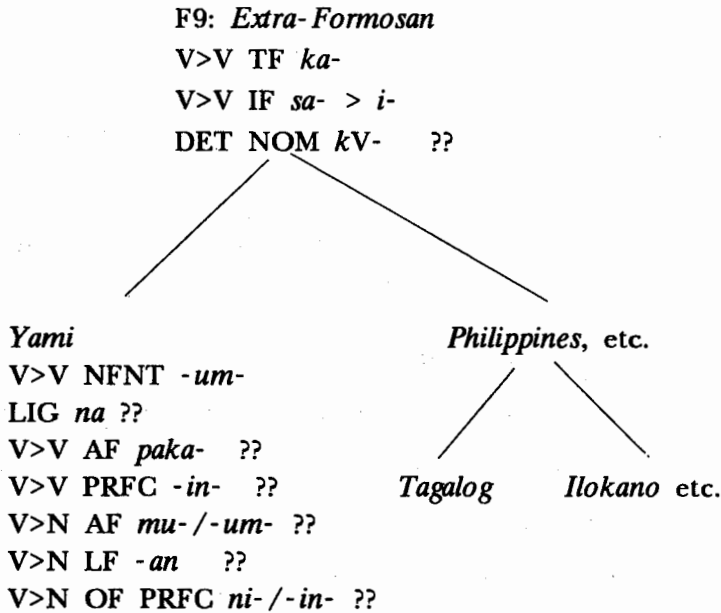 F9: Extra-Formosan
V>V TF ka-
V>V IF sa- > i-
DET NOM kV- ??
Yami
V>V NFNT -um-
LIG na ??
V>V AF paka- ??
V>V PRFC -in- ??
V>N AF mu-/-um- ??
V>N LF -an ??
V>N OF PRFC ni-/-in- ??
Philippines, etc.
Tagalog Ilokano etc.